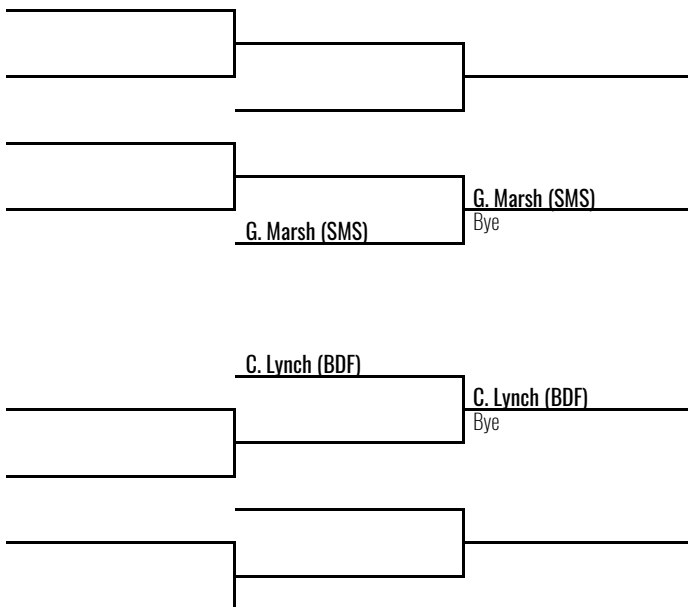 G. Marsh (SMS)
Bye
G. Marsh (SMS)
C. Lynch (BDF)
C. Lynch (BDF)
Bye